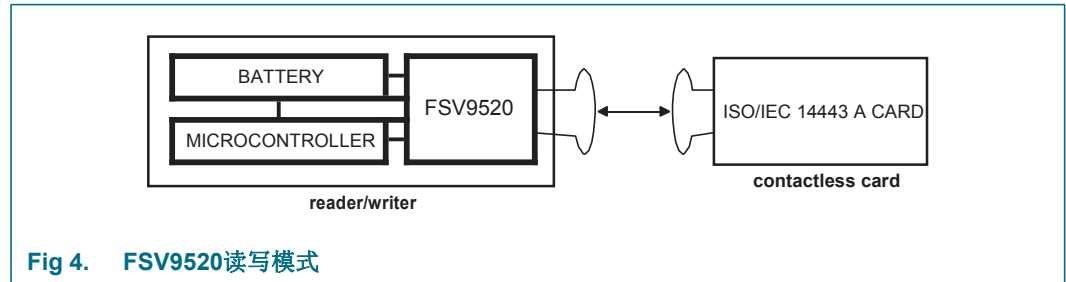 BATTERY
FSV9520
MICROCONTROLLER
ISO/IEC 14443 A CARD
reader/writer
contactless card
Fig 4. FSV9520读写模式